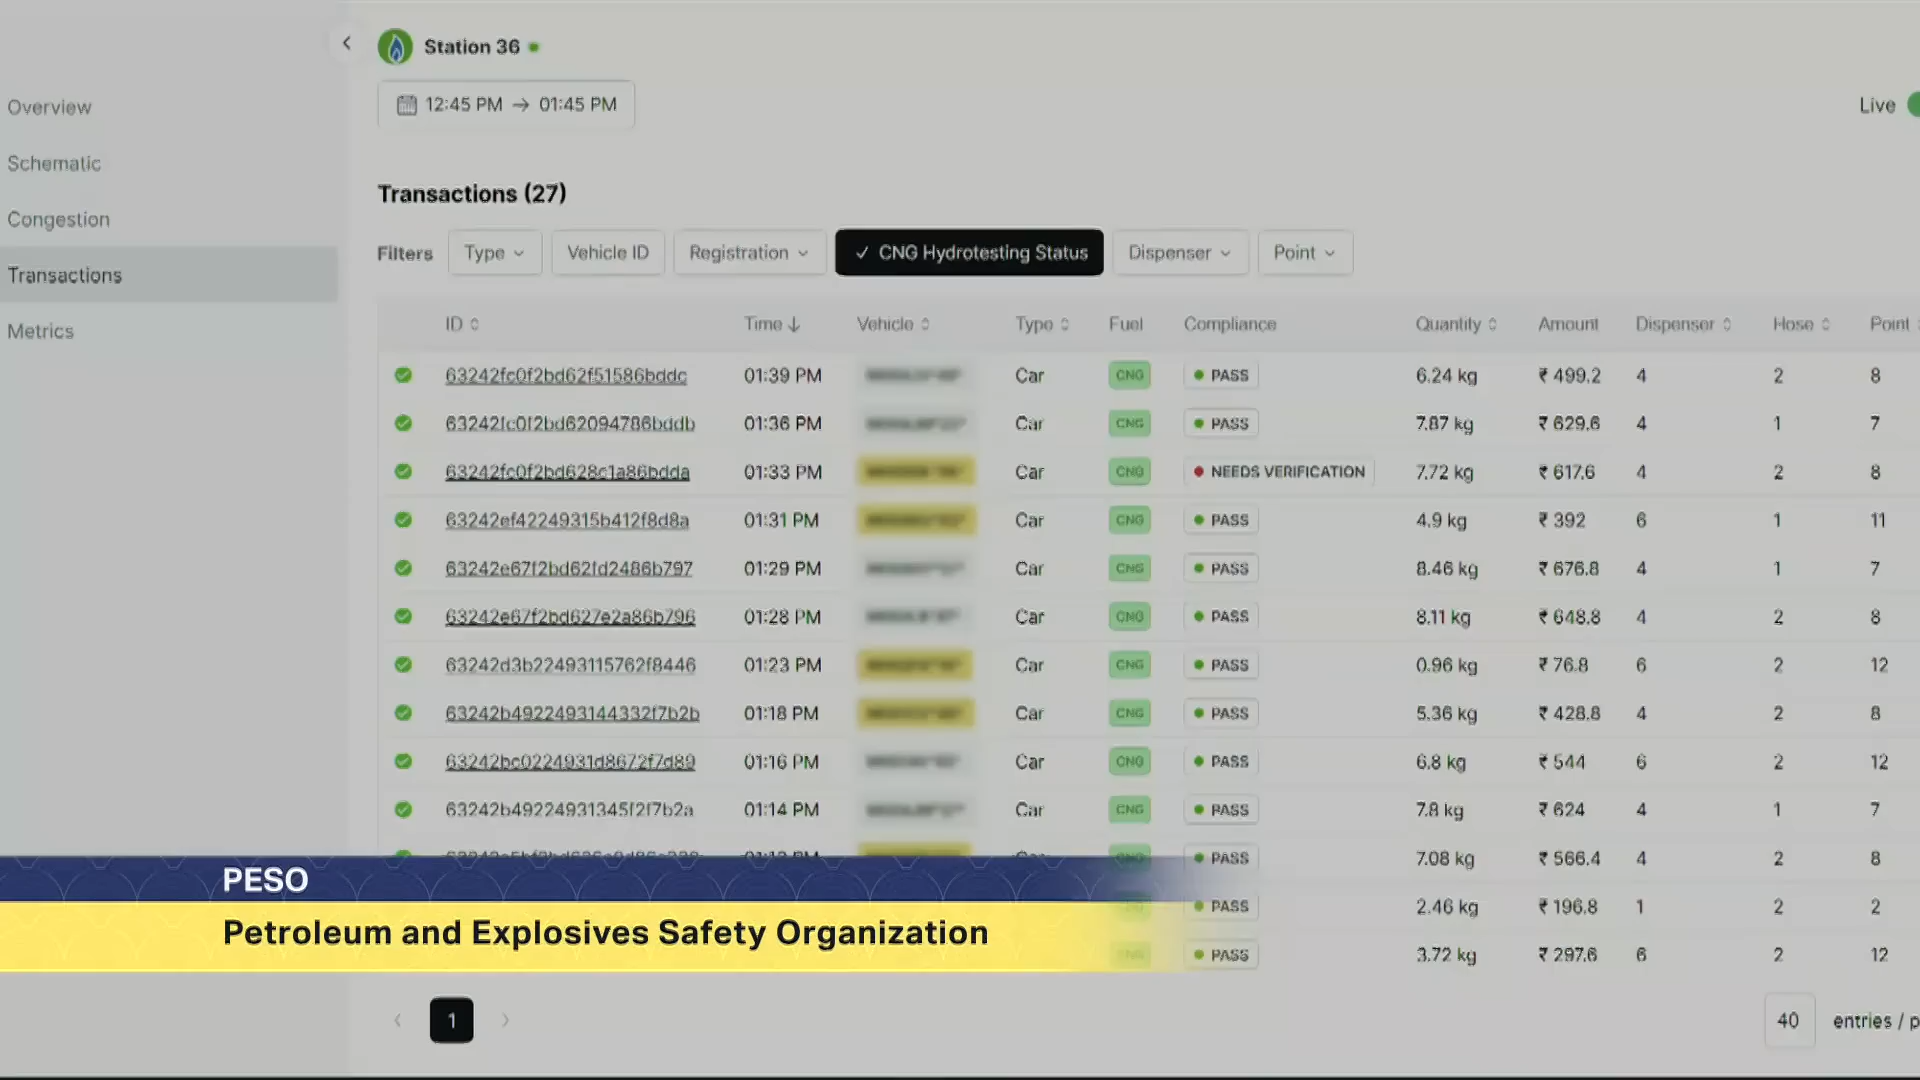 Station 36
12:45 PM → 01:45 PM
Live
Overview
Schematic
Congestion
Transactions
Metrics
Transactions (27)
Filters Type Vehicle ID Registration ✓ CNG Hydrotesting Status Dispenser Point
ID Time ↓ Vehicle Type Fuel Compliance Quantity Amount Dispenser Hose Point
63242fc0f2bd62f51586bddc 01:39 PM Car CNG PASS 6.24 kg ₹ 499.2 4 2 8
63242fc0f2bd62094786bddb 01:36 PM Car CNG PASS 7.87 kg ₹ 629.6 4 1 7
63242fc0f2bd628c1a86bdda 01:33 PM Car CNG NEEDS VERIFICATION 7.72 kg ₹ 617.6 4 2 8
63242ef42249315b412f8d8a 01:31 PM Car CNG PASS 4.9 kg ₹ 392 6 1 11
63242e67f2bd62fd2486b797 01:29 PM Car CNG PASS 8.46 kg ₹ 676.8 4 1 7
63242e67f2bd627e2a86b796 01:28 PM Car CNG PASS 8.11 kg ₹ 648.8 4 2 8
63242d3b22493115762f8446 01:23 PM Car CNG PASS 0.96 kg ₹ 76.8 6 2 12
63242b4922493144332f7b2b 01:18 PM Car CNG PASS 5.36 kg ₹ 428.8 4 2 8
63242bc0224931d8672f7d89 01:16 PM Car CNG PASS 6.8 kg ₹ 544 6 2 12
63242b49224931345f2f7b2a 01:14 PM Car CNG PASS 7.8 kg ₹ 624 4 1 7
PASS 7.08 kg ₹ 566.4 4 2 8
PASS 2.46 kg ₹ 196.8 1 2 2
PASS 3.72 kg ₹ 297.6 6 2 12
PESO
Petroleum and Explosives Safety Organization
1
40 entries /